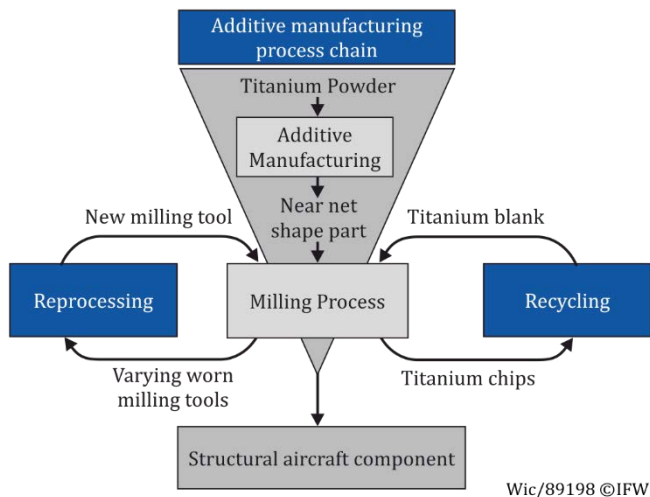 Additive manufacturing
process chain
Titanium Powder
Additive
Manufacturing
Near net
shape part
New milling tool
Titanium blank
Reprocessing
Milling Process
Recycling
Varying worn
milling tools
Titanium chips
Structural aircraft component
Wic/89198 ©IFW